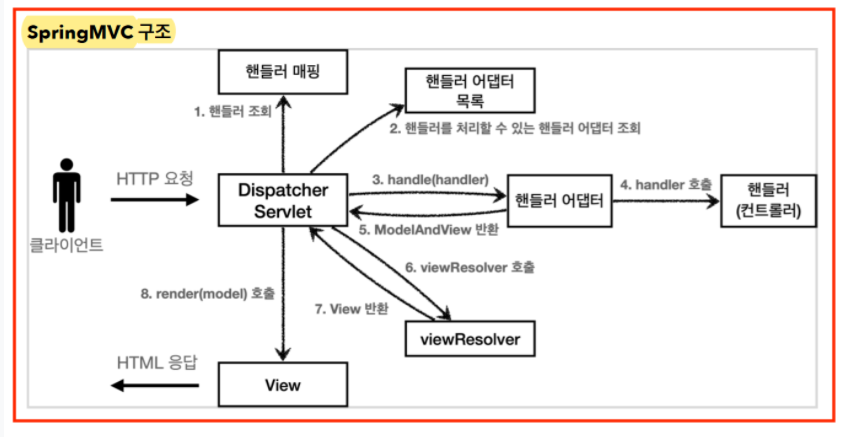 SpringMVC 구조
핸들러 매핑
핸들러 어댑터
목록
1. 핸들러 조회
2. 핸들러를 처리할 수 있는 핸들러 어댑터 조회
HTTP 요청
Dispatcher
Servlet
3. handle(handler)
핸들러 어댑터
4. handler 호출
핸들러
(컨트롤러)
클라이언트
5. ModelAndView 반환
6. viewResolver 호출
8. render(model) 호출
7. View 반환
viewResolver
HTML 응답
View